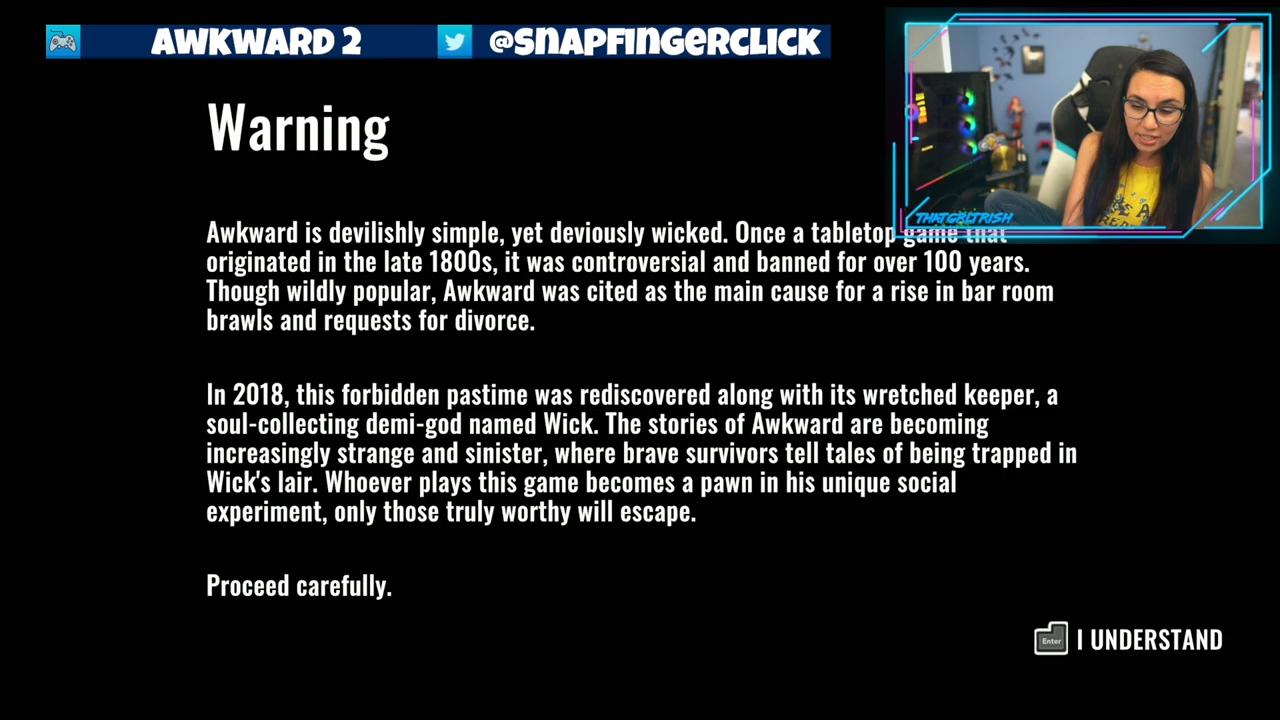 AWKWARD 2
@SNAPFINGERCLICK
Warning
THATGRLTRISH
Awkward is devilishly simple, yet deviously wicked. Once a tabletop game that
originated in the late 1800s, it was controversial and banned for over 100 years.
Though wildly popular, Awkward was cited as the main cause for a rise in bar room
brawls and requests for divorce.
In 2018, this forbidden pastime was rediscovered along with its wretched keeper, a
soul-collecting demi-god named Wick. The stories of Awkward are becoming
increasingly strange and sinister, where brave survivors tell tales of being trapped in
Wick's lair. Whoever plays this game becomes a pawn in his unique social
experiment, only those truly worthy will escape.
Proceed carefully.
Enter I UNDERSTAND